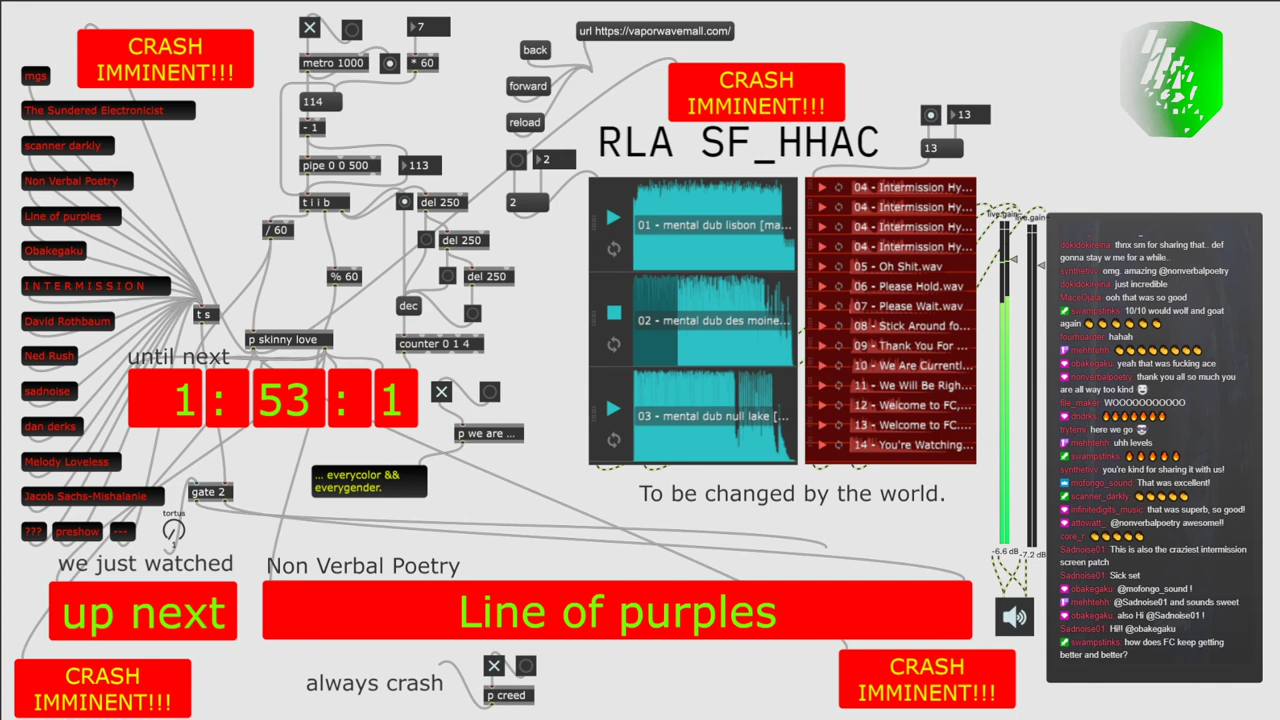 CRASH
IMMINENT!!!
mgs
The Sundered Electronicist
scanner darkly
Non Verbal Poetry
Line of purples
Obakegaku
I N T E R M I S S I O N
David Rothbaum
Ned Rush
sadnoise
dan derks
Melody Loveless
Jacob Sachs-Mishalanie
???
preshow
---
7
metro 1000
* 60
114
- 1
pipe 0 0 500
113
t i i b
del 250
/ 60
del 250
% 60
del 250
dec
t s
p skinny love
counter 0 1 4
until next
1 : 53 : 1
p we are ...
... everycolor &&
everygender.
gate 2
tortus
we just watched
Non Verbal Poetry
up next
Line of purples
CRASH
IMMINENT!!!
always crash
p creed
url https://vaporwavemall.com/
back
forward
reload
2
2
CRASH
IMMINENT!!!
RLA SF_HHAC
13
13
01 - mental dub lisbon [ma...
02 - mental dub des moine...
03 - mental dub null lake [...
04 - Intermission Hy...
04 - Intermission Hy...
04 - Intermission Hy...
04 - Intermission Hy...
05 - Oh Shit.wav
06 - Please Hold.wav
07 - Please Wait.wav
08 - Stick Around fo...
09 - Thank You For ...
10 - We Are Currentl...
11 - We Will Be Righ...
12 - Welcome to FC,...
13 - Welcome to FC....
14 - You're Watching...
To be changed by the world.
live.gain~
live.gain~
-6.6 dB
-7.2 dB
CRASH
IMMINENT!!!
dokidokireina: thnx sm for sharing that.. def
gonna stay w me for a while..
synthetivv: omg. amazing @nonverbalpoetry
dokidokireina: just incredible
MaceOjala: ooh that was so good
swampstinks: 10/10 would wolf and goat
again 👏 👏 👏 👏 👏 👏
fourhoarder: hahah
mehhtehh: 👏👏👏👏👏👏👏👏
obakegaku: yeah that was fucking ace
nonverbalpoetry: thank you all so much you
are all way too kind
file_maker: WOOOOOOOOOOO
dndrks: 🔥🔥🔥🔥🔥🔥🔥
trytemi: here we go
mehhtehh: uhh levels
swampstinks: 🔥 🔥 🔥 🔥 🔥
synthetivv: you're kind for sharing it with us!
mofongo_sound: That was excellent!
scanner_darkly: 👏👏👏👏👏
infinitedigits_music: that was superb, so good!
attowatt_: @nonverbalpoetry awesome!!
core_r: 👏👏👏👏👏
Sadnoise01: This is also the craziest intermission
screen patch
Sadnoise01: Sick set
obakegaku: @mofongo_sound !
mehhtehh: @Sadnoise01 and sounds sweet
obakegaku: also Hi @Sadnoise01 !
Sadnoise01: Hi!! @obakegaku
swampstinks: how does FC keep getting
better and better?